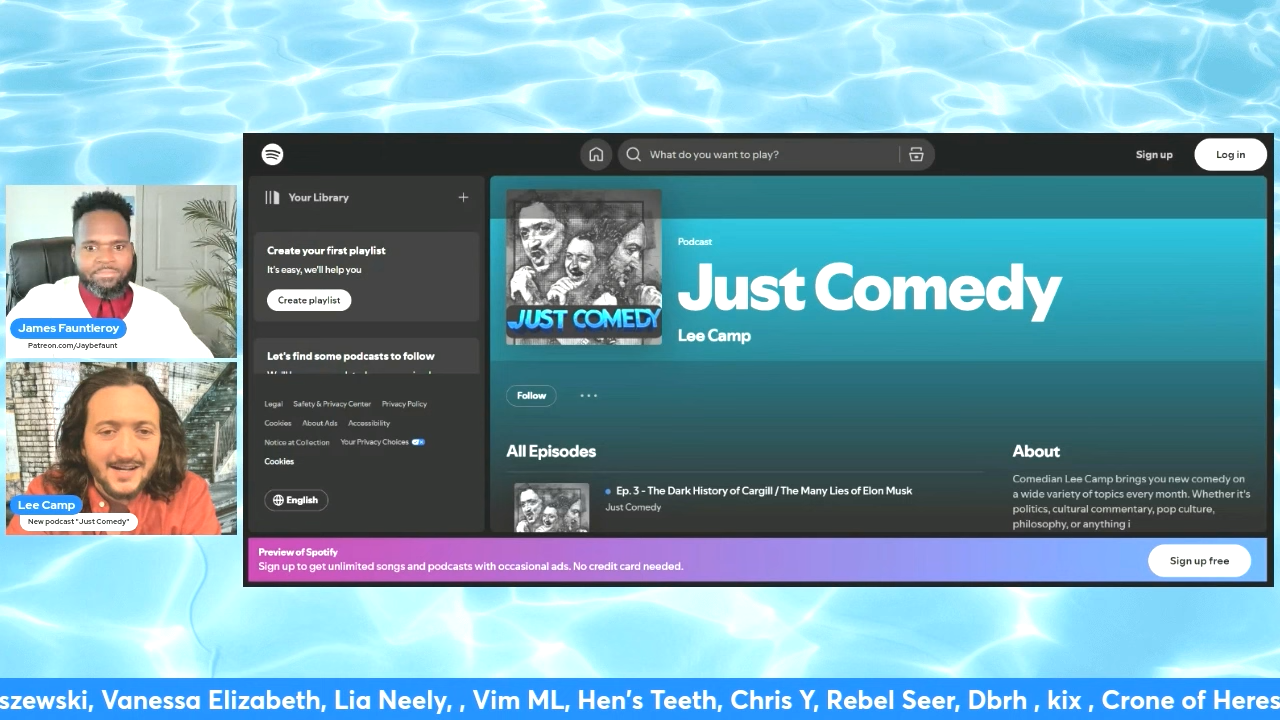 James Fauntleroy
Patreon.com/Jaybefaunt
Lee Camp
New podcast "Just Comedy"
What do you want to play?
Sign up
Log in
Your Library
Create your first playlist
It's easy, we'll help you
Create playlist
Let's find some podcasts to follow
Legal Safety & Privacy Center Privacy Policy
Cookies About Ads Accessibility
Notice at Collection Your Privacy Choices
Cookies
English
JUST COMEDY
Podcast
Just Comedy
Lee Camp
Follow
All Episodes
Ep. 3 - The Dark History of Cargill / The Many Lies of Elon Musk
Just Comedy
About
Comedian Lee Camp brings you new comedy on
a wide variety of topics every month. Whether it's
politics, cultural commentary, pop culture,
philosophy, or anything i
Preview of Spotify
Sign up to get unlimited songs and podcasts with occasional ads. No credit card needed.
Sign up free
szewski, Vanessa Elizabeth, Lia Neely, , Vim ML, Hen's Teeth, Chris Y, Rebel Seer, Dbrh , kix , Crone of Heres